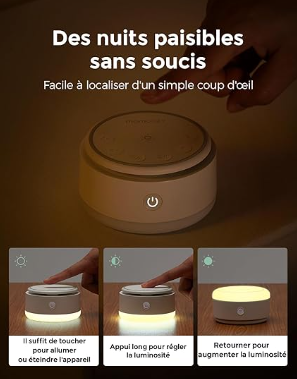 Des nuits paisibles
sans soucis
Facile à localiser d'un simple coup d'œil
Il suffit de toucher
pour allumer
ou éteindre l'appareil
Appui long pour régler
la luminosité
Retourner pour
augmenter la luminosité